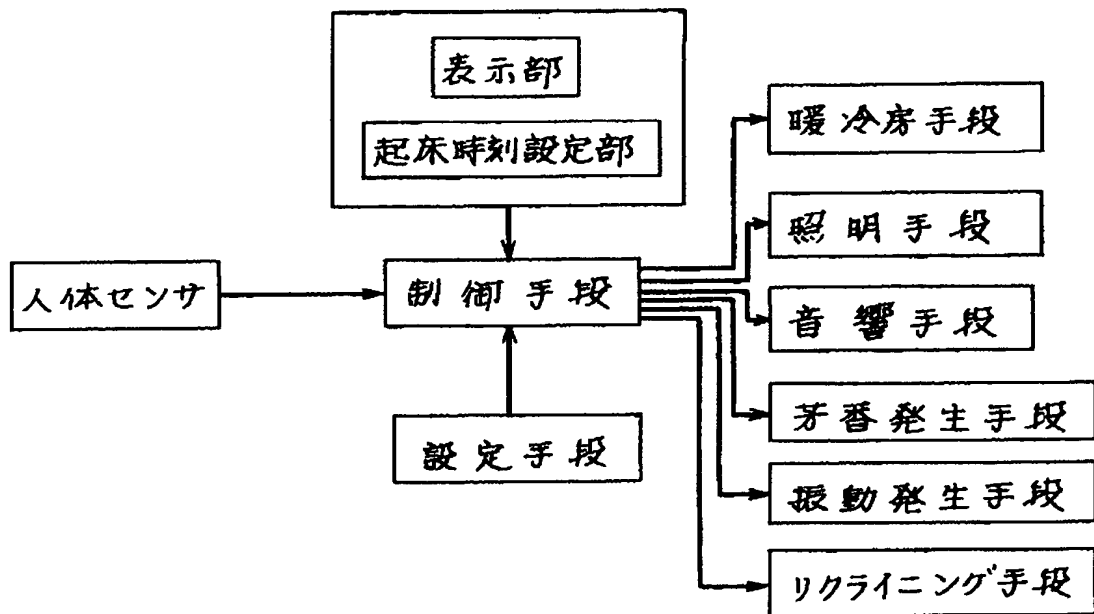 表示部
起床時刻設定部
人体センサ
制御手段
設定手段
暖冷房手段
照明手段
音響手段
芳香発生手段
振動発生手段
リクライニング手段